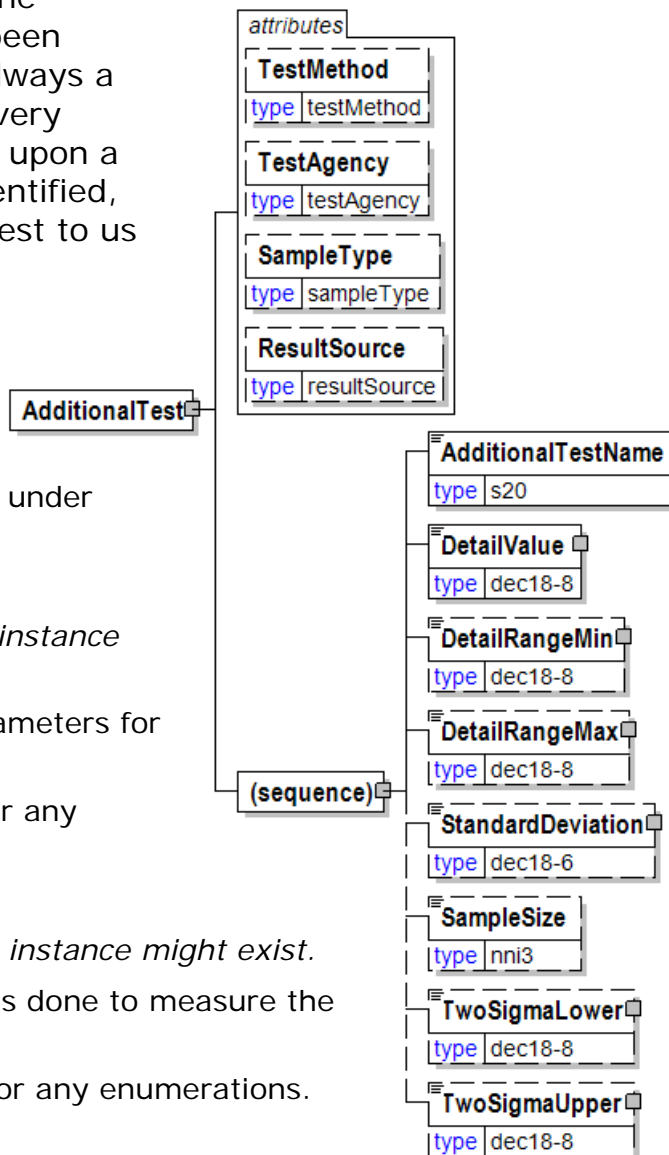 been
lways a
very
upon a
entified,
est to us
under
instance
ameters for
r any
instance might exist.
s done to measure the
or any enumerations.
attributes
TestMethod
type testMethod
TestAgency
type testAgency
SampleType
type sampleType
ResultSource
type resultSource
AdditionalTest
(sequence)
AdditionalTestName
type s20
DetailValue
type dec18-8
DetailRangeMin
type dec18-8
DetailRangeMax
type dec18-8
StandardDeviation
type dec18-6
SampleSize
type nni3
TwoSigmaLower
type dec18-8
TwoSigmaUpper
type dec18-8